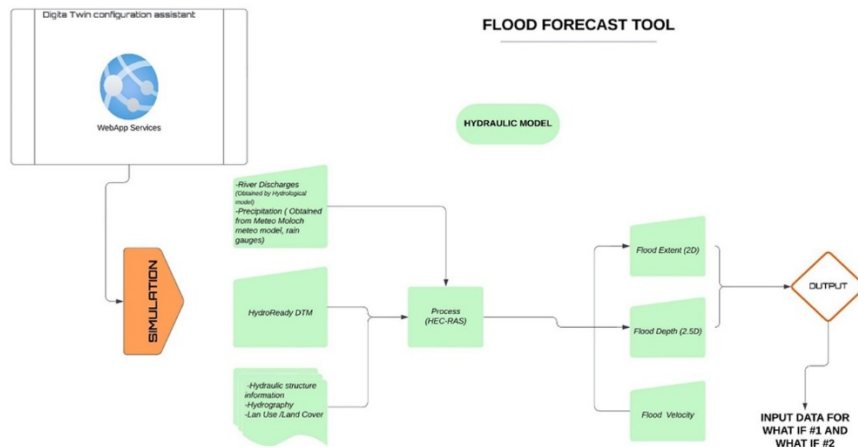 Digita Twin configuration assistant
WebApp Services
FLOOD FORECAST TOOL
HYDRAULIC MODEL
SIMULATION
-River Discharges
(Obtained by Hydrological
model)
-Precipitation ( Obtained
from Meteo Moloch
meteo model, rain
gauges)
HydroReady DTM
-Hydraulic structure
information
-Hydrography
-Lan Use /Land Cover
Process
(HEC-RAS)
Flood Extent (2D)
Flood Depth (2.5D)
Flood Velocity
OUTPUT
INPUT DATA FOR
WHAT IF #1 AND
WHAT IF #2